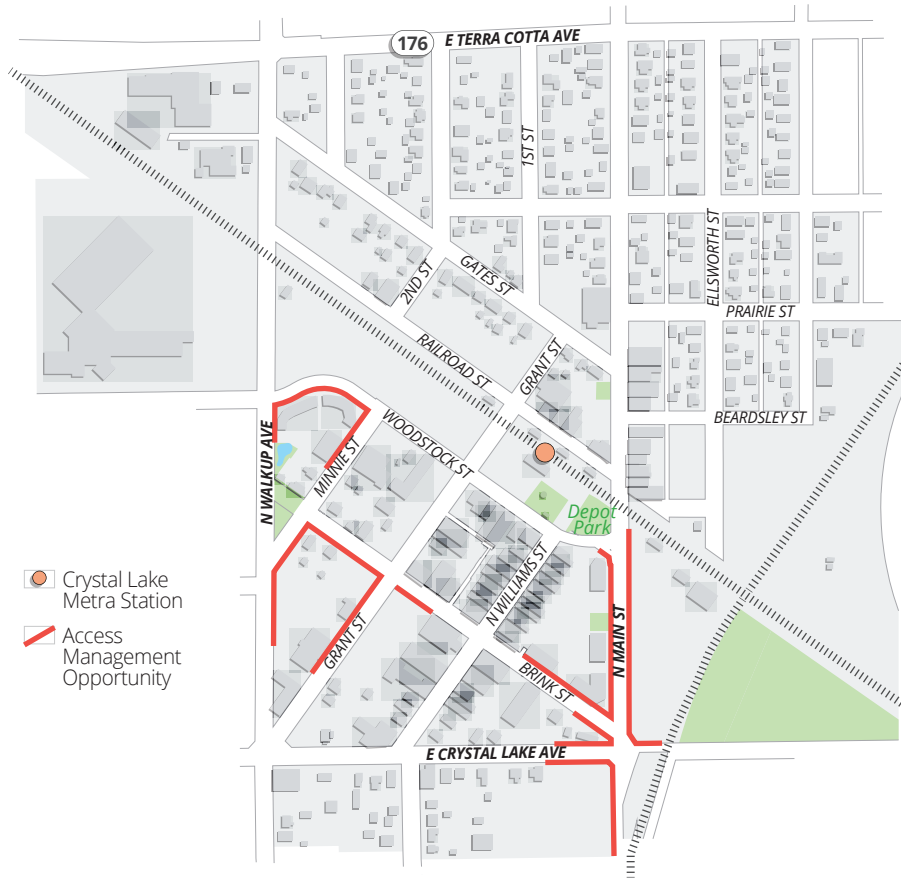 176
E TERRA COTTA AVE
1ST ST
ELLSWORTH ST
2ND ST
GATES ST
PRAIRIE ST
RAILROAD ST
GRANT ST
BEARDSLEY ST
N WALKUP AVE
MINNIE ST
WOODSTOCK ST
Depot
Park
N WILLIAMS ST
Crystal Lake
Metra Station
N MAIN ST
Access
Management
Opportunity
GRANT ST
BRINK ST
E CRYSTAL LAKE AVE